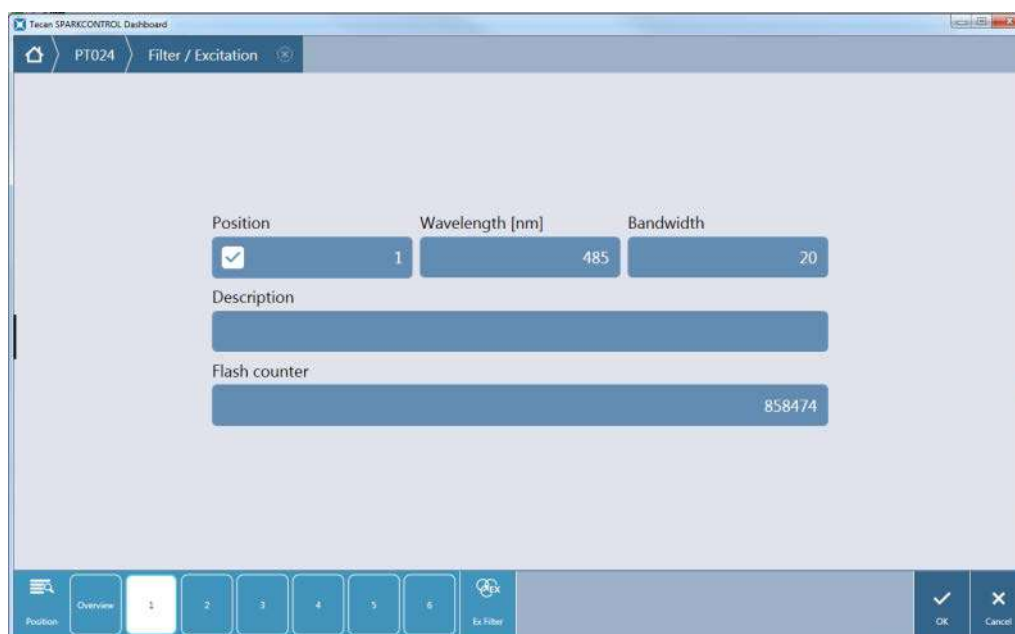 Tecan SPARKCONTROL Dashboard
PT024 Filter / Excitation
Position Wavelength [nm] Bandwidth
1 485 20
Description
Flash counter
858474
Position Overview 1 2 3 4 5 6 Ex Filter OK Cancel
EX